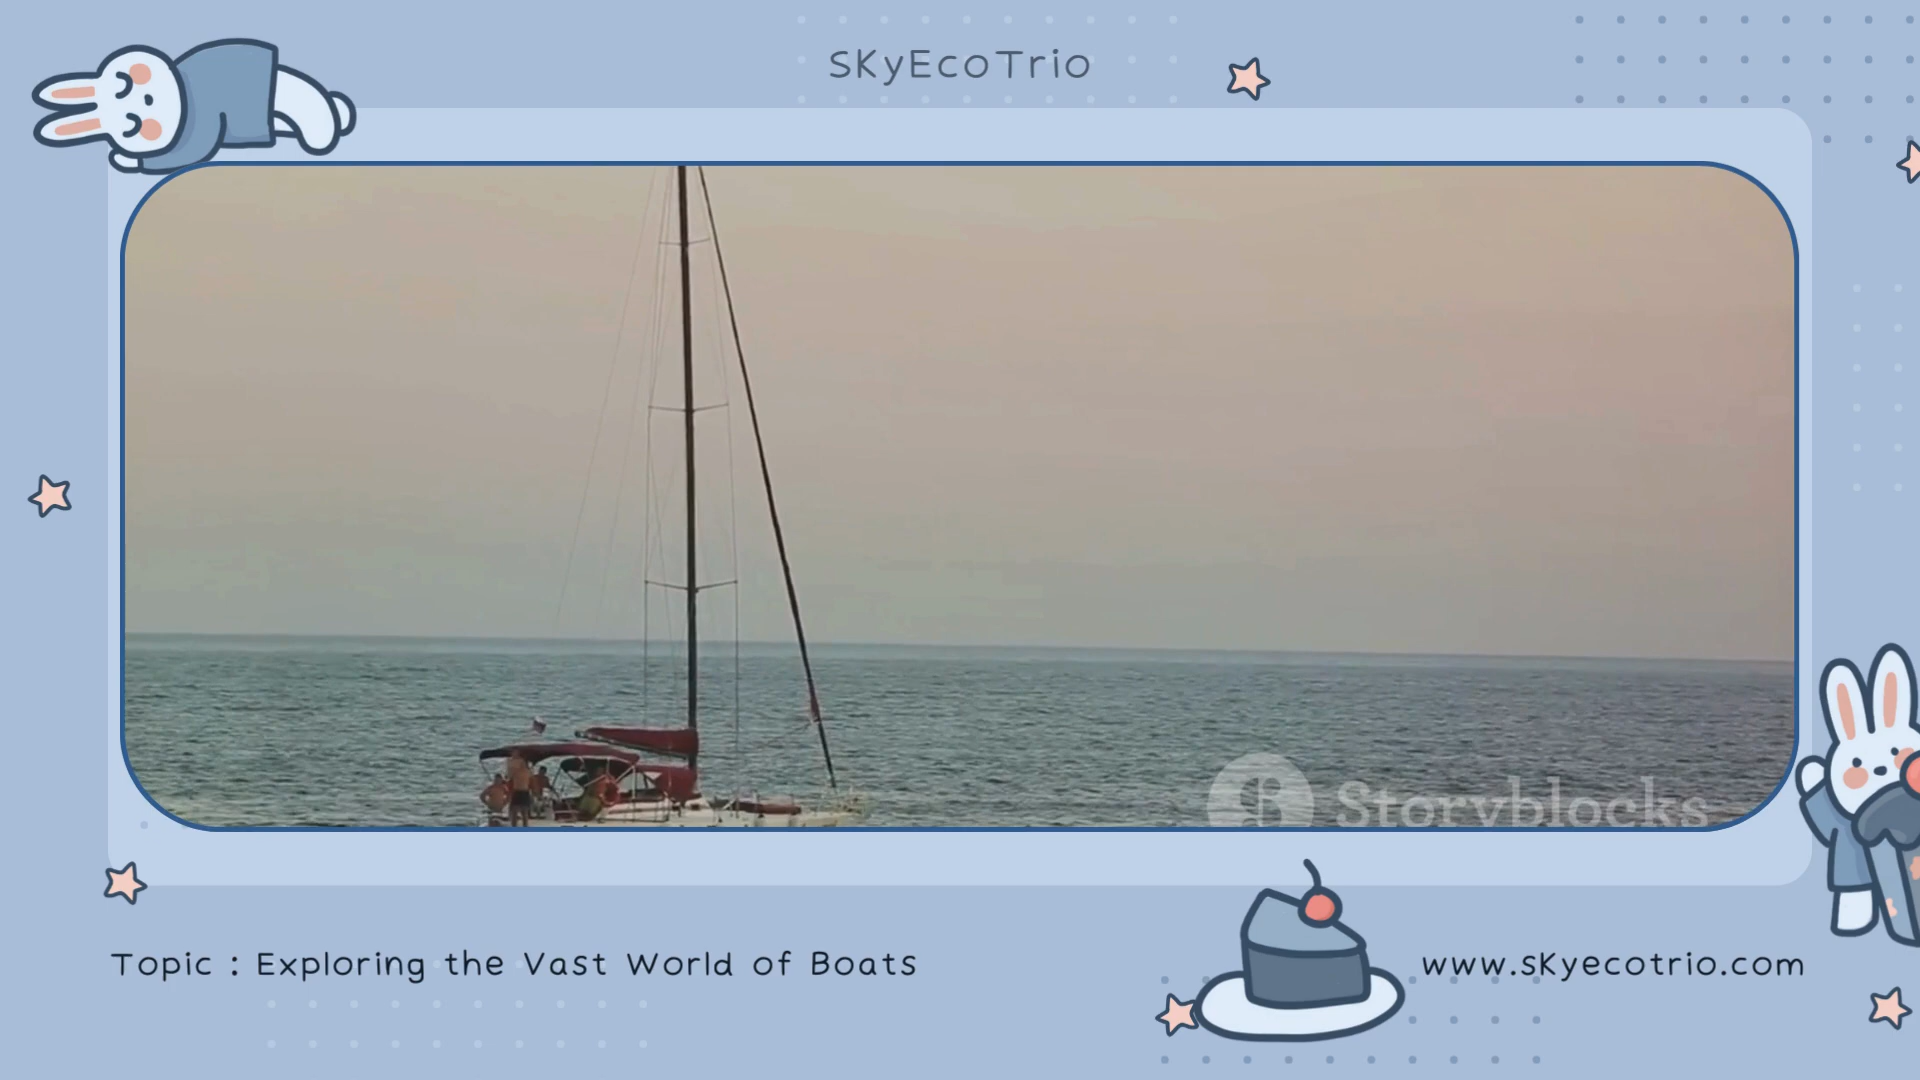 SKyEcoTrio
Storyblocks
Topic : Exploring the Vast World of Boats
www.skyecotrio.com